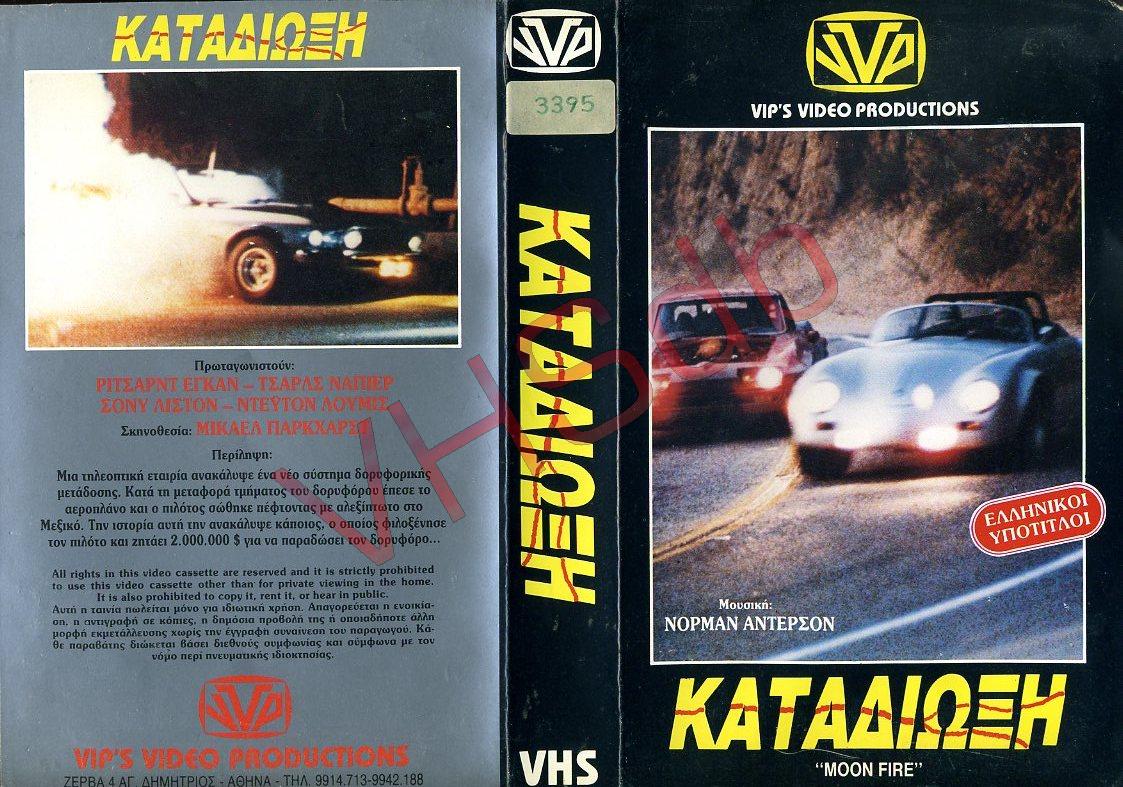 ΚΑΤΑΔΙΩΞΗ
Πρωταγωνιστούν:
ΡΙΤΣΑΡΝΤ ΕΓΚΑΝ – ΤΣΑΡΛΣ ΝΑΠΙΕΡ
ΣΟΝΥ ΛΙΣΤΟΝ – ΝΤΕΫΤΟΝ ΛΟΥΜΙΣ
Σκηνοθεσία: ΜΙΚΑΕΛ ΠΑΡΚΧΑΡΣΤ
Περίληψη:
Μια τηλεοπτική εταιρία ανακάλυψε ένα νέο σύστημα δορυφορικής
μετάδοσης. Κατά τη μεταφορά τμήματος του δορυφόρου έπεσε το
αεροπλάνο και ο πιλότος σώθηκε πέφτοντας με αλεξίπτωτο στο
Μεξικό. Την ιστορία αυτή την ανακάλυψε κάποιος, ο οποίος φιλοξένησε
τον πιλότο και ζητάει 2.000.000 $ για να παραδώσει τον δορυφόρο...
All rights in this video cassette are reserved and it is strictly prohibited
to use this video cassette other than for private viewing in the home.
It is also prohibited to copy it, rent it, or hear in public.
Αυτή η ταινία πωλείται μόνο για ιδιωτική χρήση. Απαγορεύεται η ενοικία-
ση, η αντιγραφή σε κόπιες, η δημόσια προβολή της ή οποιαδήποτε άλλη
μορφή εκμετάλλευσης χωρίς την έγγραφή συναινεση του παραγωγού. Κά-
θε παραβάτης διώκεται βάσει διεθνούς συμφωνίας και σύμφωνα με τον
νόμο περί πνευματικής ιδιοκτησίας.
VVP
VIP'S VIDEO PRODUCTIONS
ΖΕΡΒΑ 4 ΑΓ. ΔΗΜΗΤΡΙΟΣ - ΑΘΗΝΑ - ΤΗΛ. 9914.713-9942.188
VVP
3395
ΚΑΤΑΔΙΩΞΗ
VHS
VVP
VIP'S VIDEO PRODUCTIONS
ΕΛΛΗΝΙΚΟΙ
ΥΠΟΤΙΤΛΟΙ
Μουσική:
ΝΟΡΜΑΝ ΑΝΤΕΡΣΟΝ
ΚΑΤΑΔΙΩΞΗ
"MOON FIRE"
VHSdb